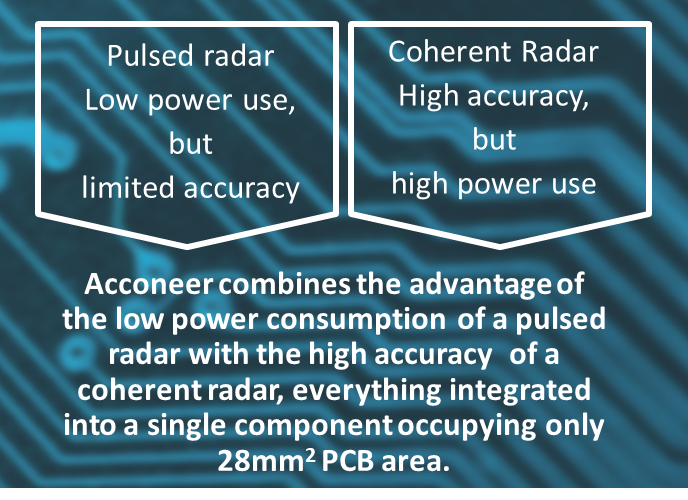 Pulsed radar
Low power use,
but
limited accuracy
Coherent Radar
High accuracy,
but
high power use
Acconeer combines the advantage of
the low power consumption of a pulsed
radar with the high accuracy of a
coherent radar, everything integrated
into a single component occupying only
28mm² PCB area.